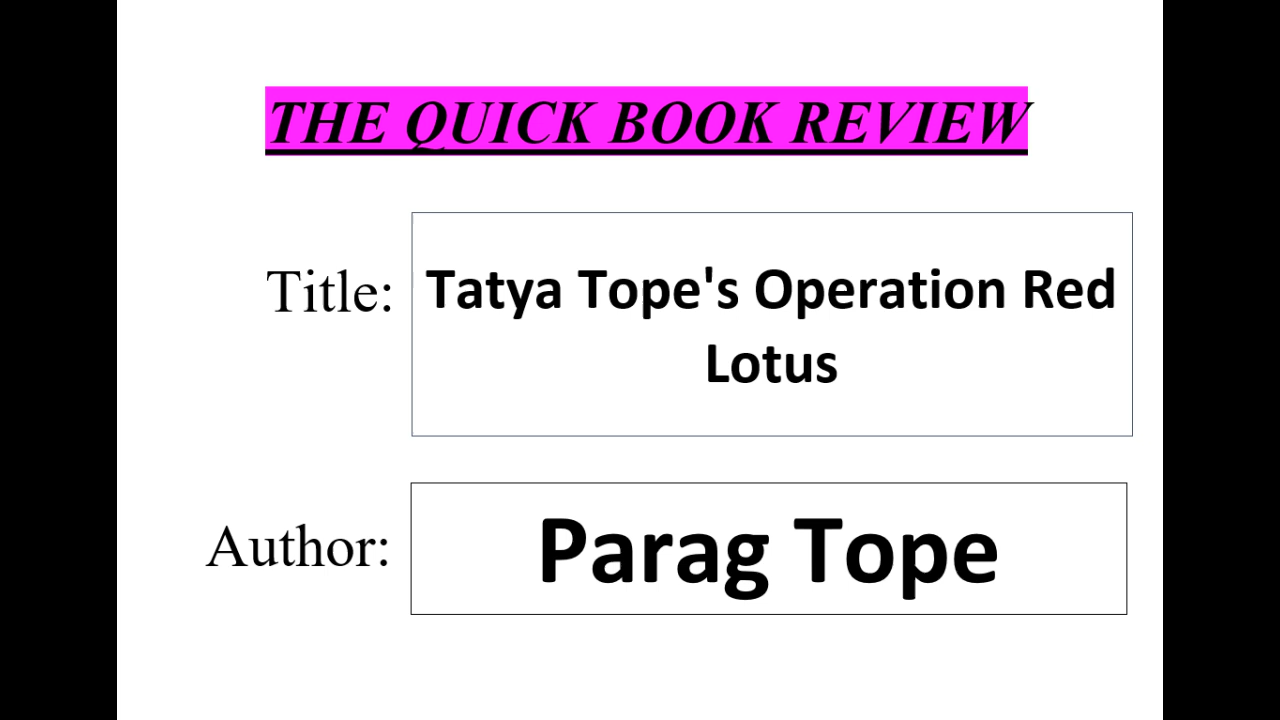 THE QUICK BOOK REVIEW
Title:
Tatya Tope's Operation Red
Lotus
Author:
Parag Tope